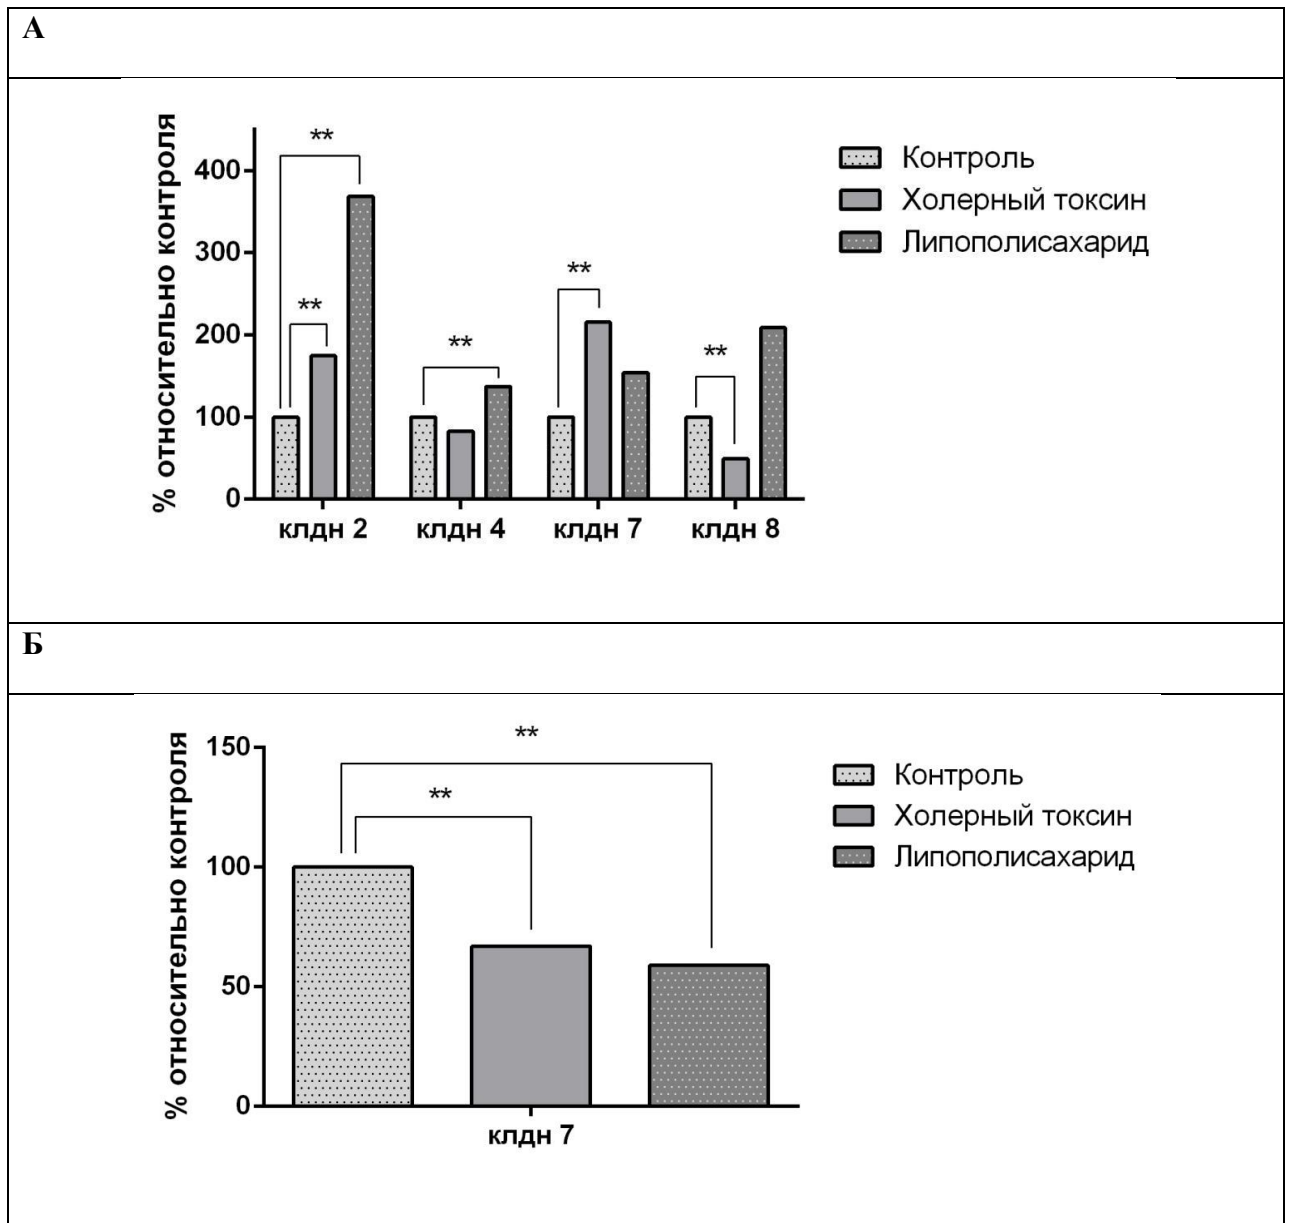 А
% относительно контроля
400
300
200
100
0
**
**
**
**
**
клдн 2 клдн 4 клдн 7 клдн 8
Контроль
Холерный токсин
Липополисахарид
Б
% относительно контроля
150
100
50
0
**
**
клдн 7
Контроль
Холерный токсин
Липополисахарид